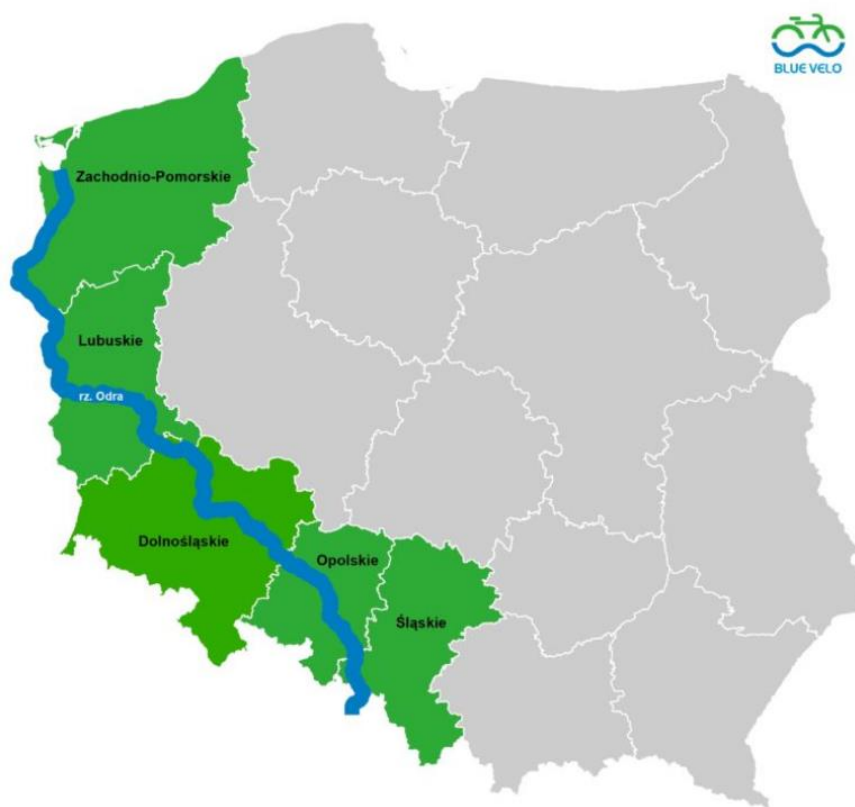 BLUE VELO
Zachodnio-Pomorskie
Lubuskie
rz. Odra
Dolnośląskie
Opolskie
Śląskie